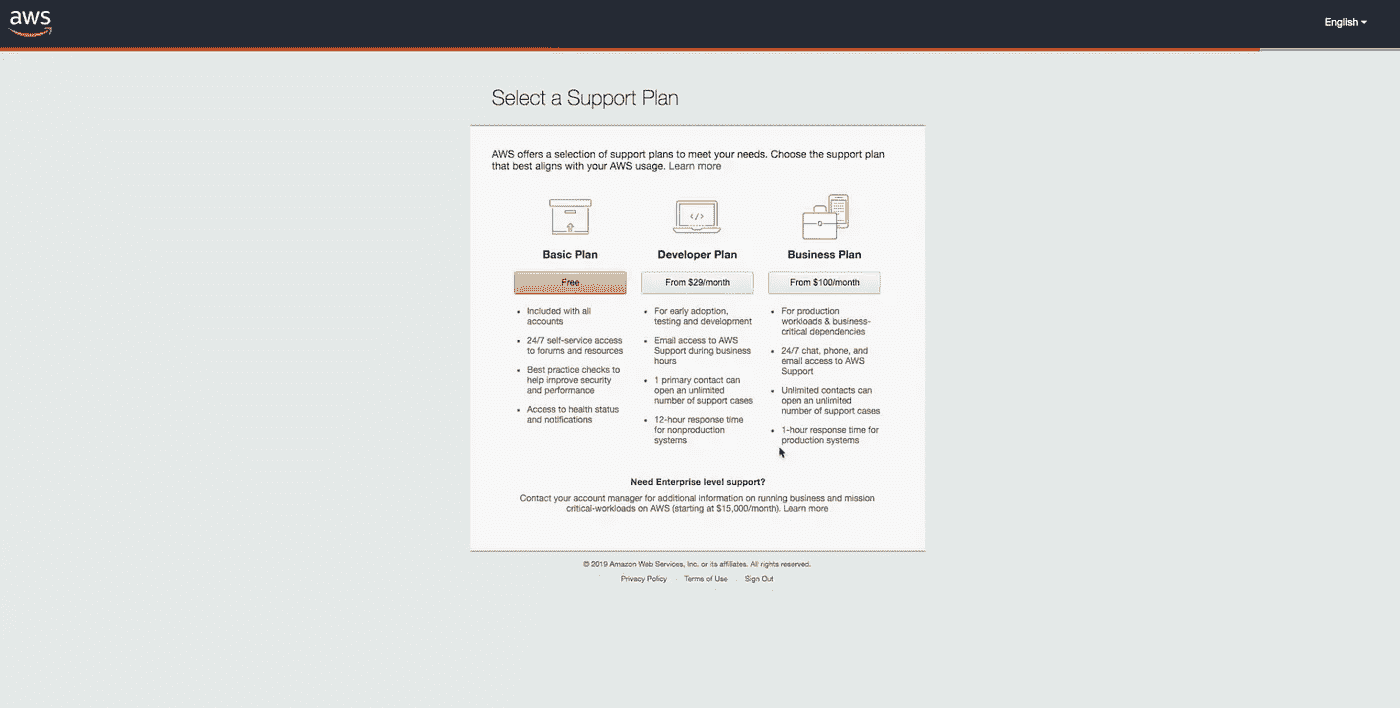 aws
English
Select a Support Plan
AWS offers a selection of support plans to meet your needs. Choose the support plan
that best aligns with your AWS usage. Learn more
</>
Basic Plan
Free
• Included with all
accounts
• 24/7 self-service access
to forums and resources
• Best practice checks to
help improve security
and performance
• Access to health status
and notifications
Developer Plan
From $29/month
• For early adoption,
testing and development
• Email access to AWS
Support during business
hours
• 1 primary contact can
open an unlimited
number of support cases
• 12-hour response time
for nonproduction
systems
Business Plan
From $100/month
• For production
workloads & business-
critical dependencies
• 24/7 chat, phone, and
email access to AWS
Support
• Unlimited contacts can
open an unlimited
number of support cases
• 1-hour response time for
production systems
Need Enterprise level support?
Contact your account manager for additional information on running business and mission
critical-workloads on AWS (starting at $15,000/month). Learn more
© 2019 Amazon Web Services, Inc. or its affiliates. All rights reserved.
Privacy Policy Terms of Use Sign Out